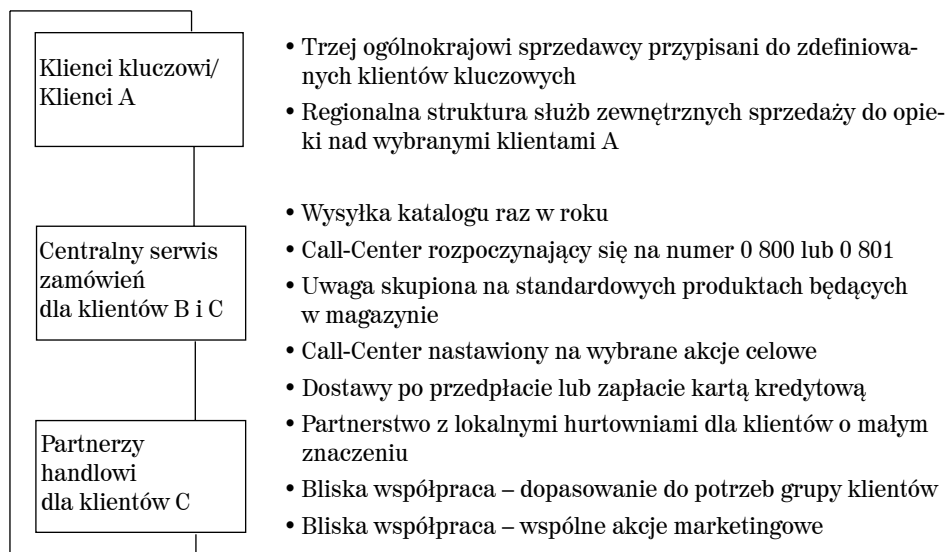 Klienci kluczowi/
Klienci A
• Trzej ogólnokrajowi sprzedawcy przypisani do zdefiniowa-
nych klientów kluczowych
• Regionalna struktura służb zewnętrznych sprzedaży do opie-
ki nad wybranymi klientami A
Centralny serwis
zamówień
dla klientów B i C
• Wysyłka katalogu raz w roku
• Call-Center rozpoczynający się na numer 0 800 lub 0 801
• Uwaga skupiona na standardowych produktach będących
w magazynie
• Call-Center nastawiony na wybrane akcje celowe
• Dostawy po przedpłacie lub zapłacie kartą kredytową
Partnerzy
handlowi
dla klientów C
• Partnerstwo z lokalnymi hurtowniami dla klientów o małym
znaczeniu
• Bliska współpraca – dopasowanie do potrzeb grupy klientów
• Bliska współpraca – wspólne akcje marketingowe